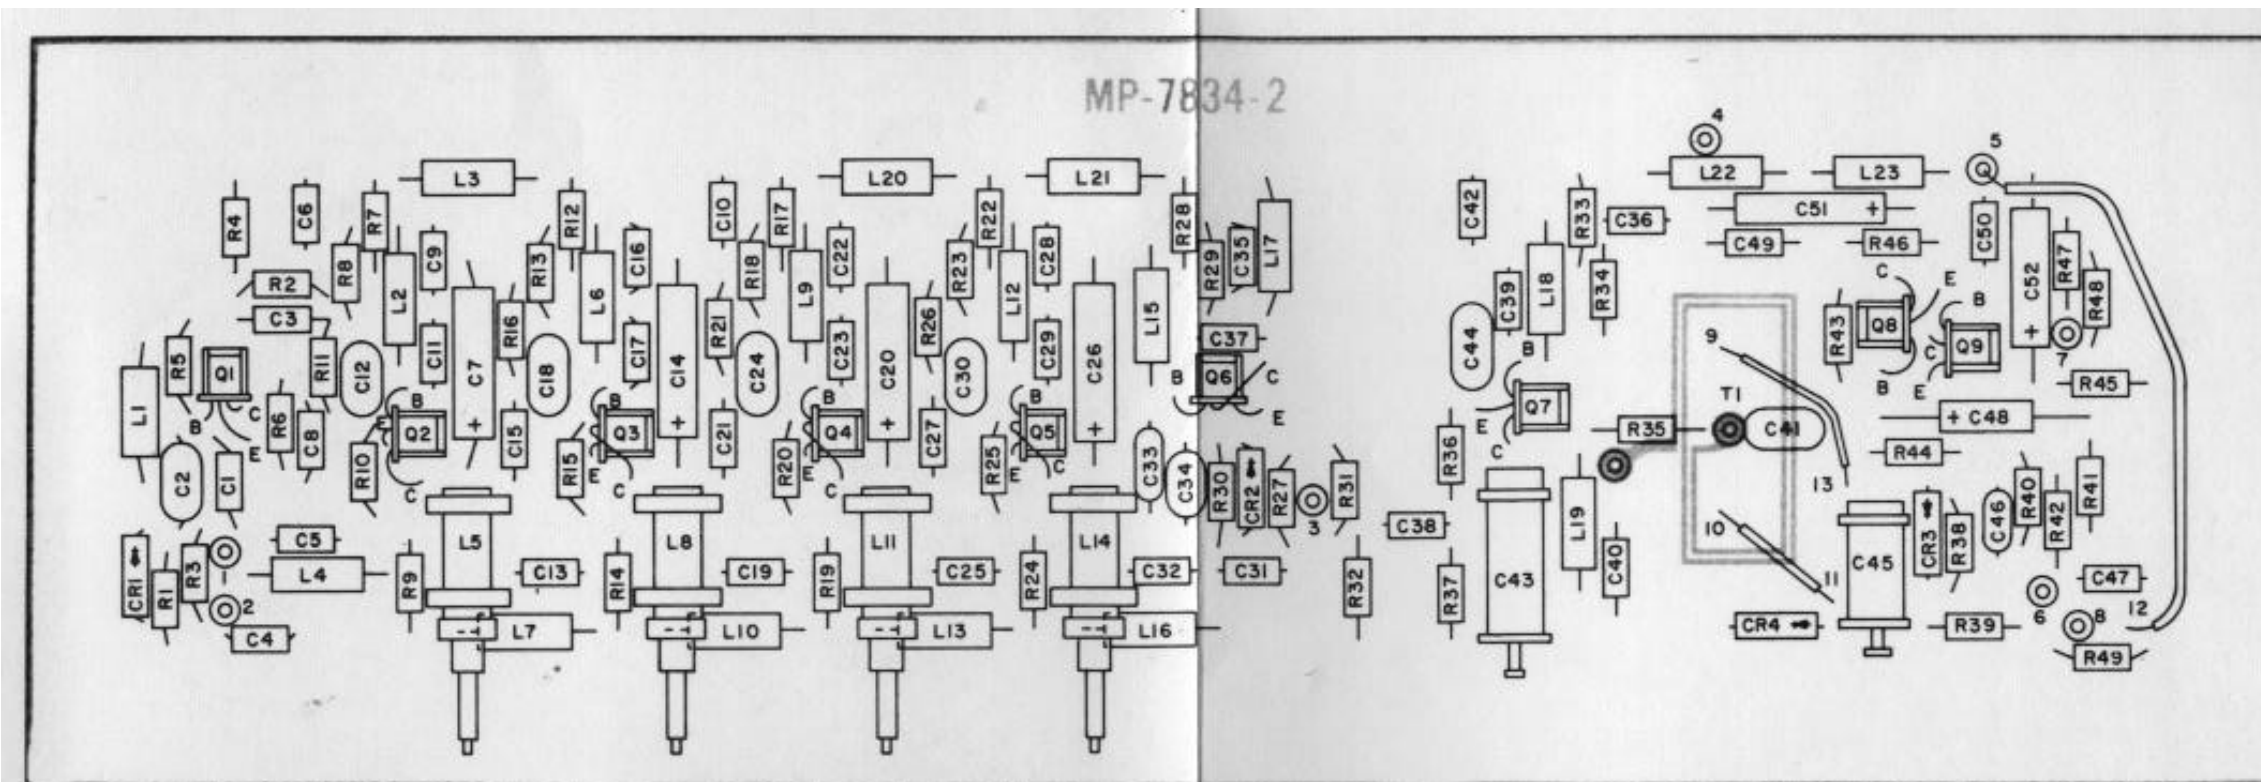 MP-7834-2
L3
L20
L21
L22
L23
4
5
R4
C6
R7
R12
C10
R17
R22
R28
C42
R33
C36
C51 +
C50
R8
C9
R13
C16
R18
C22
R23
C28
R29
C35
L17
C49
R46
R47
R2
L2
L6
L9
L12
L15
C39
L18
R34
C
E
B
C52
+
R48
C3
R16
R21
R26
C37
C44
9
R43
Q8
Q9
7
R5
Q1
R11
C12
C11
C7
+
C18
C17
C14
+
C24
C23
C20
+
C30
C29
C26
+
B
Q6
C
E
B
Q7
E
C
T1
B
C
E
R45
L1
B
C
E
R6
C8
B
E
Q2
C
C15
B
Q3
E
C
C21
B
Q4
E
C
C27
B
Q5
E
C
R35
C41
+ C48
R44
C2
C1
R10
R15
R20
R25
C33
C34
R30
CR2
R27
3
R31
R36
13
C38
L19
10
CR3
R38
C46
R40
R42
R41
CR1
R1
R3
1
2
C5
L4
C4
R9
L5
C13
L7
R14
L8
C19
L10
R19
L11
C25
L13
R24
L14
C32
L16
C31
R32
R37
C43
C40
11
C45
CR4
R39
6
8
C47
12
R49